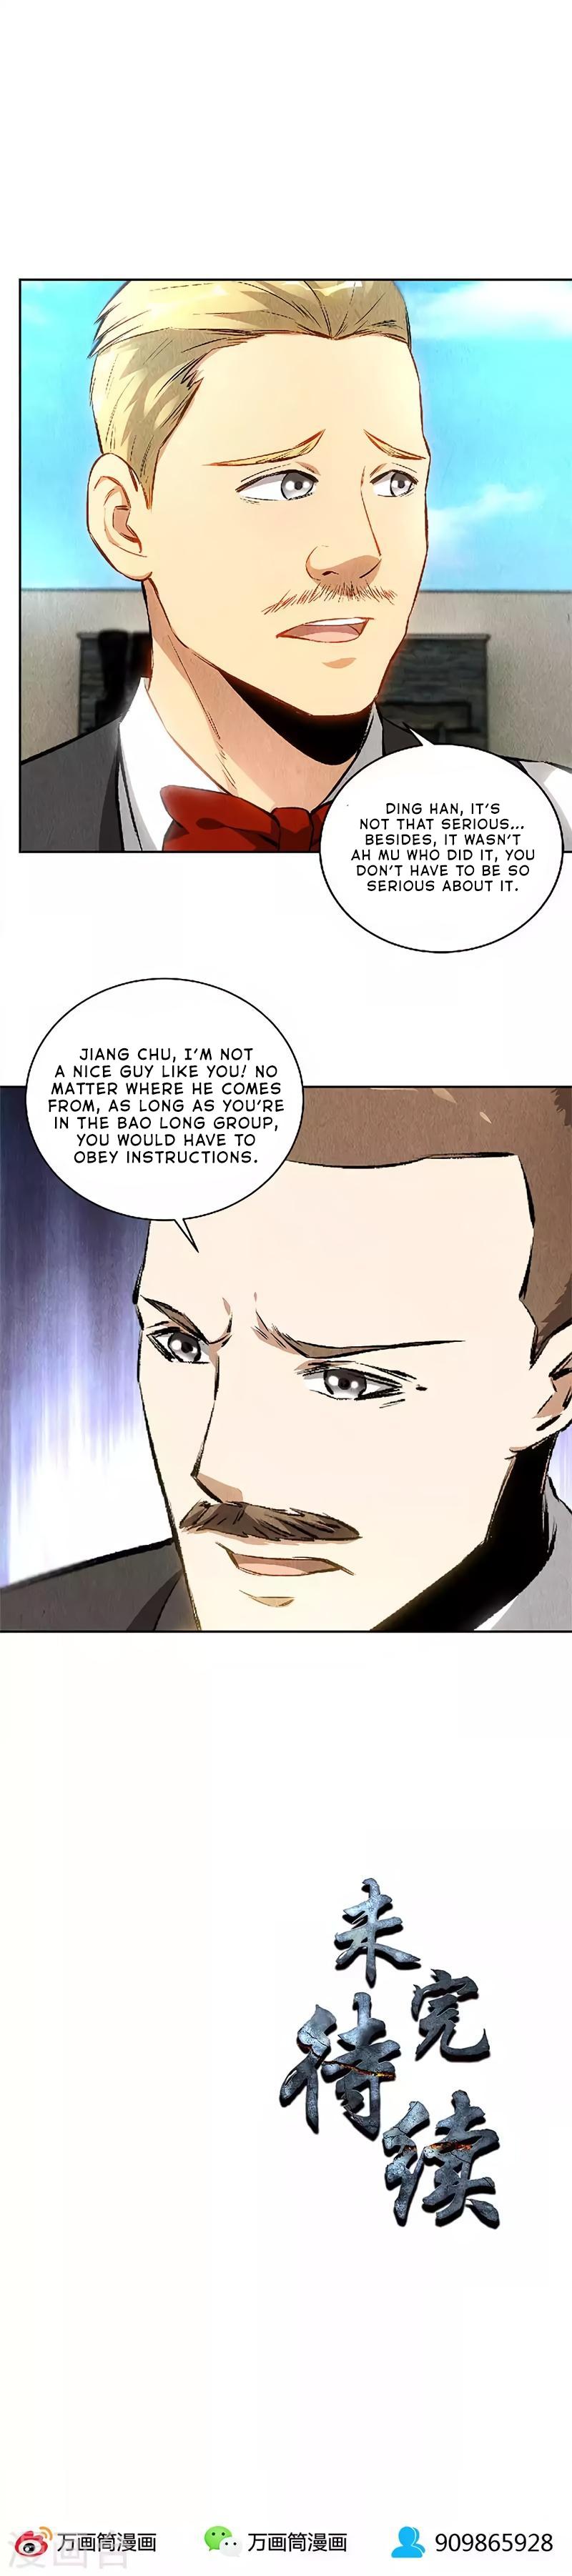 DING HAN, IT'S
NOT THAT SERIOUS...
BESIDES, IT WASN'T
AH MU WHO DID IT, YOU
DON'T HAVE TO BE SO
SERIOUS ABOUT IT.
JIANG CHU, I'M NOT
A NICE GUY LIKE YOU! NO
MATTER WHERE HE COMES
FROM, AS LONG AS YOU'RE
IN THE BAO LONG GROUP,
YOU WOULD HAVE TO
OBEY INSTRUCTIONS.
未完
待续
万画筒漫画 万画筒漫画 909865928
漫画台